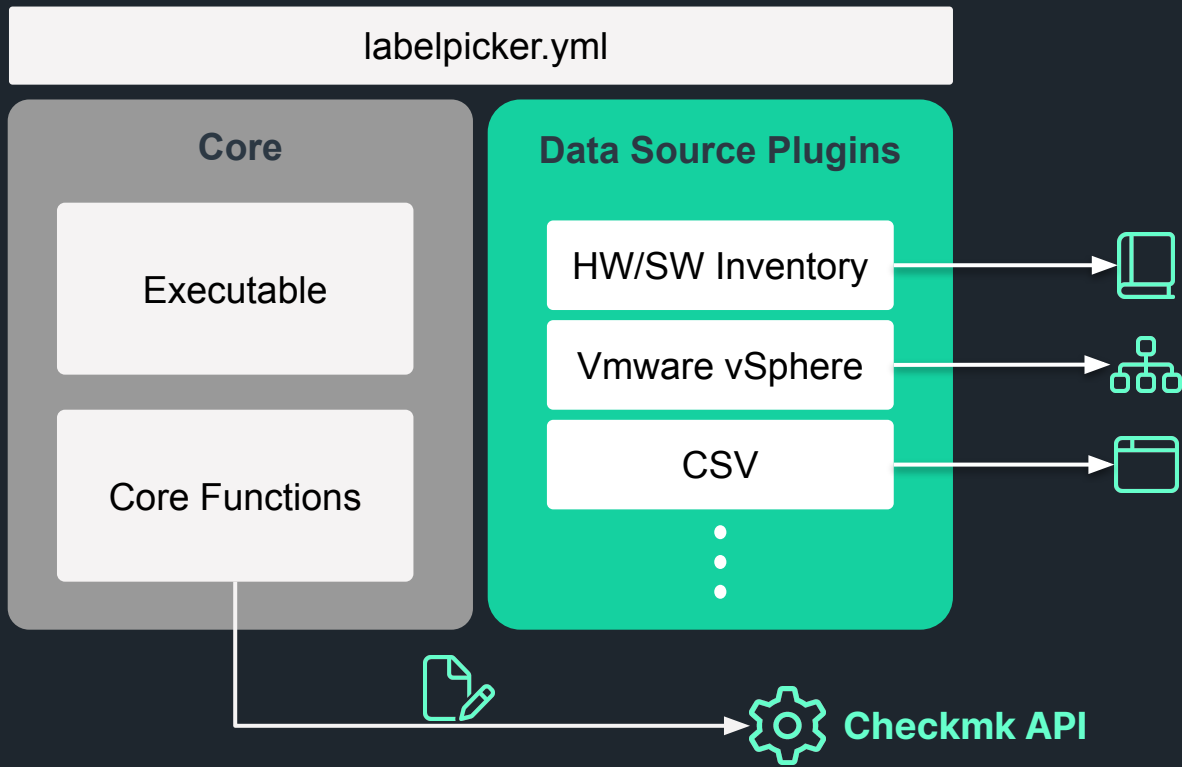 labelpicker.yml
Core
Executable
Core Functions
Data Source Plugins
HW/SW Inventory
Vmware vSphere
CSV
Checkmk API